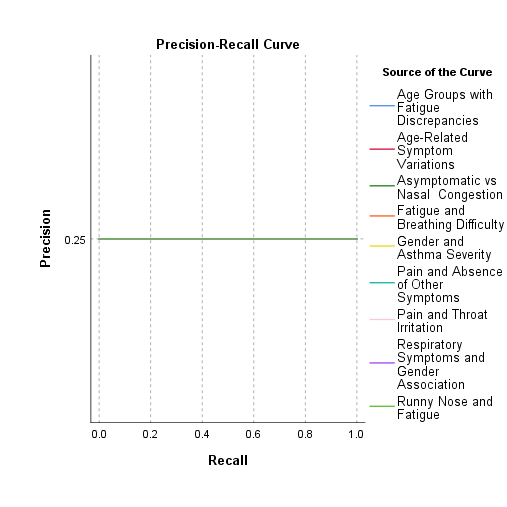 Precision-Recall Curve
Source of the Curve
Age Groups with
Fatigue
Discrepancies
Age-Related
Symptom
Variations
Asymptomatic vs
Nasal  Congestion
Fatigue and
Breathing Difficulty
Gender and
Asthma Severity
Pain and Absence
of Other
Symptoms
Pain and Throat
Irritation
Respiratory
Symptoms and
Gender
Association
Runny Nose and
Fatigue
Precision
0.25
0.0 0.2 0.4 0.6 0.8 1.0
Recall